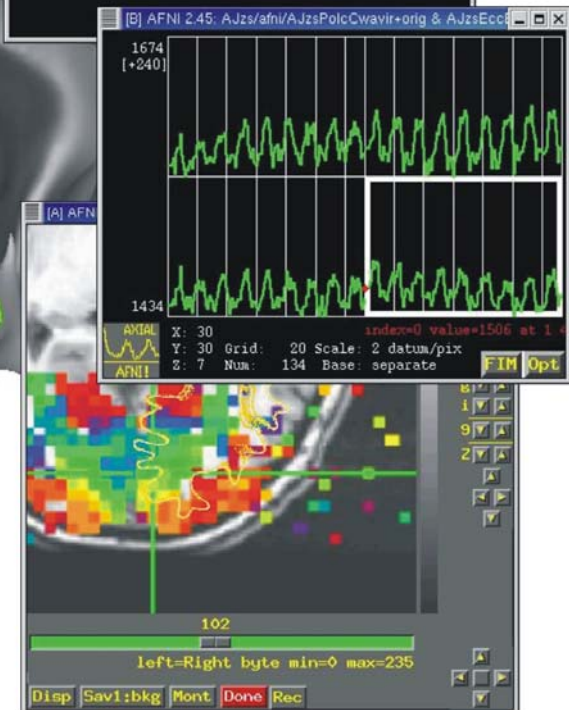 [B] AFNI 2.45: AJzs/afni/AJzsPolcCwavir+orig & AJzsEcc
1674
[+240]
1434
AXIAL
AFNI!
X: 30
index=0 value=1506 at 1
Y: 30 Grid: 20 Scale: 2 datum/pix
Z: 7 Num: 134 Base: separate
FIM Opt
[A] AFN
i
9
Z
102
left=Right byte min=0 max=235
Disp Sav1:bkg Mont Done Rec